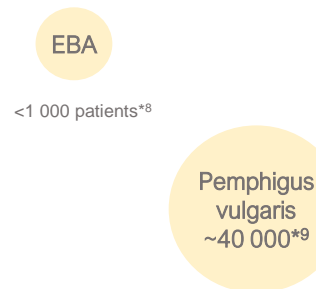 EBA
<1 000 patients*8
Pemphigus
vulgaris
~40 000*9